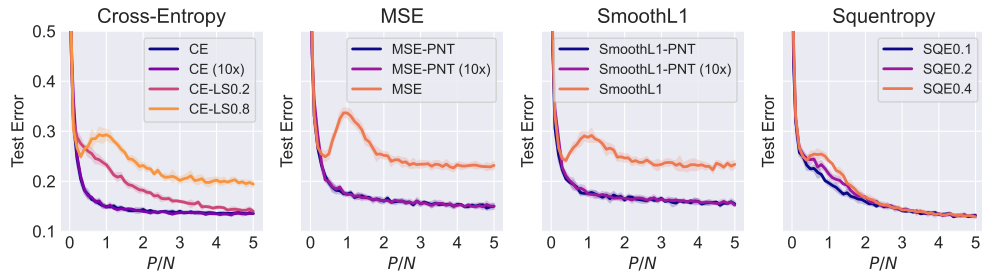 Cross-Entropy
MSE
SmoothL1
Squentropy
Test Error
0.5
0.4
0.3
0.2
0.1
CE
CE (10x)
CE-LS0.2
CE-LS0.8
0 1 2 3 4 5
P/N
Test Error
MSE-PNT
MSE-PNT (10x)
MSE
0 1 2 3 4 5
P/N
Test Error
SmoothL1-PNT
SmoothL1-PNT (10x)
SmoothL1
0 1 2 3 4 5
P/N
Test Error
SQE0.1
SQE0.2
SQE0.4
0 1 2 3 4 5
P/N